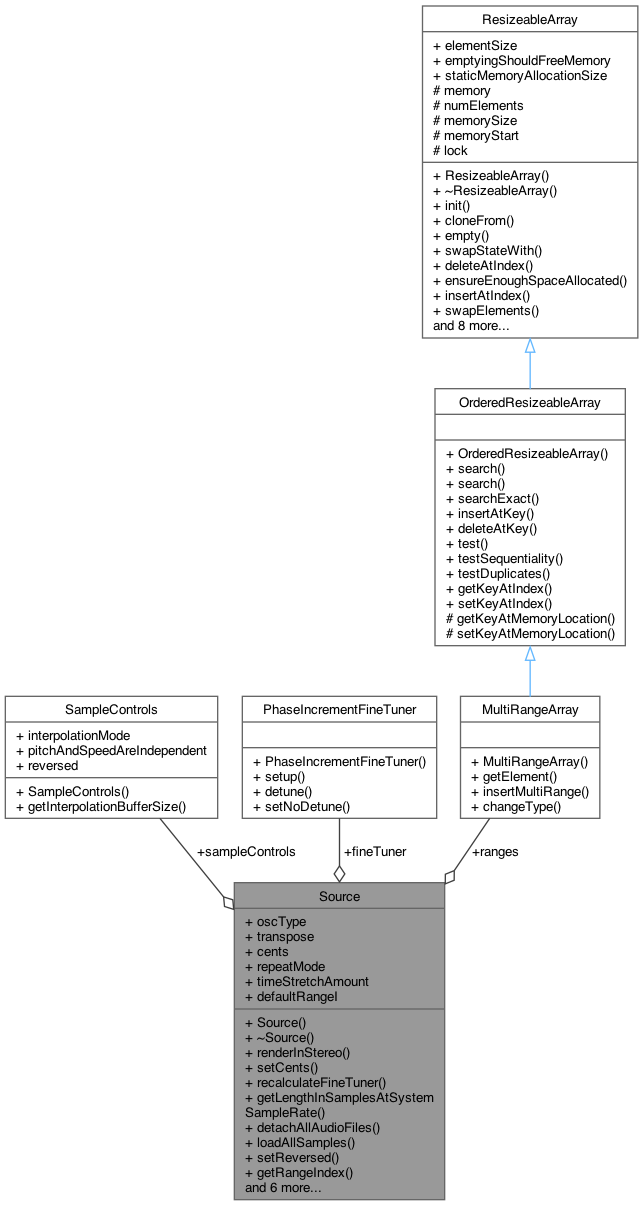 ResizeableArray
+ elementSize
+ emptyingShouldFreeMemory
+ staticMemoryAllocationSize
# memory
# numElements
# memorySize
# memoryStart
# lock
+ ResizeableArray()
+ ~ResizeableArray()
+ init()
+ cloneFrom()
+ empty()
+ swapStateWith()
+ deleteAtIndex()
+ ensureEnoughSpaceAllocated()
+ insertAtIndex()
+ swapElements()
and 8 more...
OrderedResizeableArray
+ OrderedResizeableArray()
+ search()
+ search()
+ searchExact()
+ insertAtKey()
+ deleteAtKey()
+ test()
+ testSequentiality()
+ testDuplicates()
+ getKeyAtIndex()
+ setKeyAtIndex()
# getKeyAtMemoryLocation()
# setKeyAtMemoryLocation()
SampleControls
+ interpolationMode
+ pitchAndSpeedAreIndependent
+ reversed
+ SampleControls()
+ getInterpolationBufferSize()
PhaseIncrementFineTuner
+ PhaseIncrementFineTuner()
+ setup()
+ detune()
+ setNoDetune()
MultiRangeArray
+ MultiRangeArray()
+ getElement()
+ insertMultiRange()
+ changeType()
+sampleControls
+fineTuner
+ranges
Source
+ oscType
+ transpose
+ cents
+ repeatMode
+ timeStretchAmount
+ defaultRangeI
+ Source()
+ ~Source()
+ renderInStereo()
+ setCents()
+ recalculateFineTuner()
+ getLengthInSamplesAtSystem
SampleRate()
+ detachAllAudioFiles()
+ loadAllSamples()
+ setReversed()
+ getRangeIndex()
and 6 more...